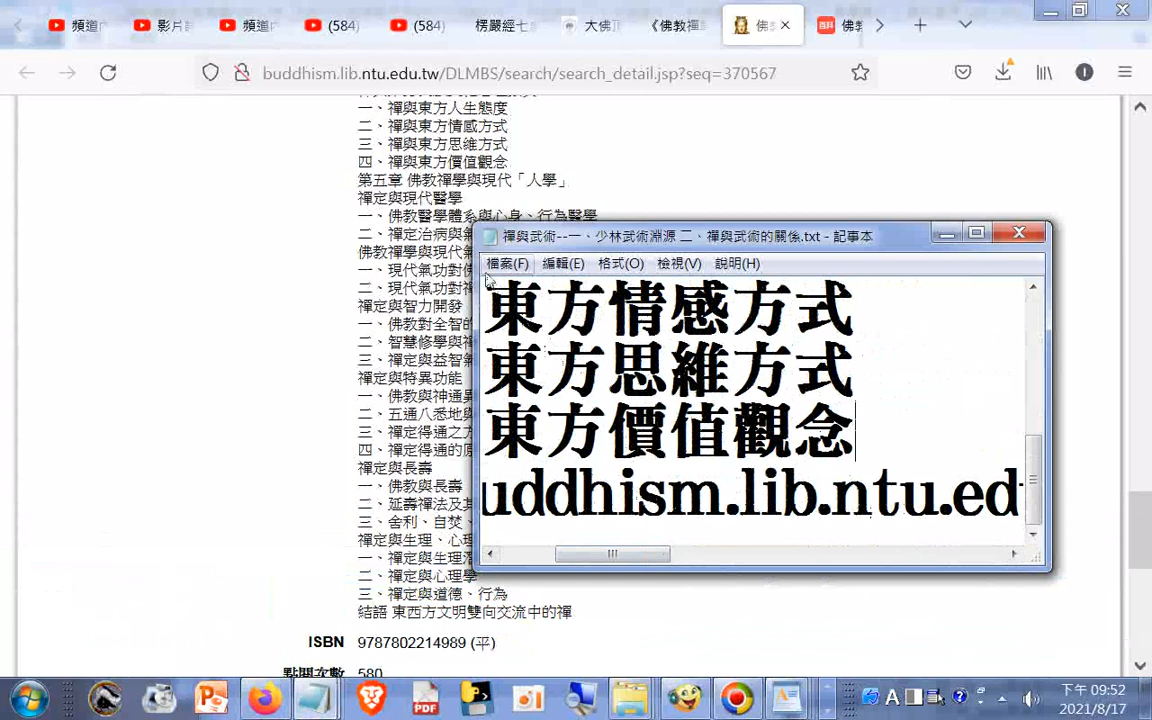 頻道
影片
頻道
(584)
(584)
楞嚴經七
大佛丁
《佛教禪
佛
佛教
buddhism.lib.ntu.edu.tw/DLMBS/search/search_detail.jsp?seq=370567
一、禪與東方人生態度
二、禪與東方情感方式
三、禪與東方思維方式
四、禪與東方價值觀念
第五章 佛教禪學與現代「人學」
禪定與現代醫學
一、佛教醫學體系與心身、行為醫學
二、禪定治病與
佛教禪學與現代
一、現代氣功對
二、現代氣功對
禪定與智力開發
一、佛教對全智的
二、智慧修學與
三、禪定與益智
禪定與特異功能
一、佛教與神通
二、五通八悉地與
三、禪定得通之方
四、禪定得通的原
禪定與長壽
一、佛教與長壽
二、延壽禪法及其
三、舍利、自焚、
禪定與生理、心理
一、禪定與生理
二、禪定與心理學
三、禪定與道德、行為
結語 東西方文明雙向交流中的禪
ISBN 9787802214989 (平)
點閱次數 580
禪與武術--一、少林武術淵源 二、禪與武術的關係.txt - 記事本
檔案(F) 編輯(E) 格式(O) 檢視(V) 說明(H)
東方情感方式
東方思維方式
東方價值觀念
uddhism.lib.ntu.ed
PDF
下午 09:52
2021/8/17